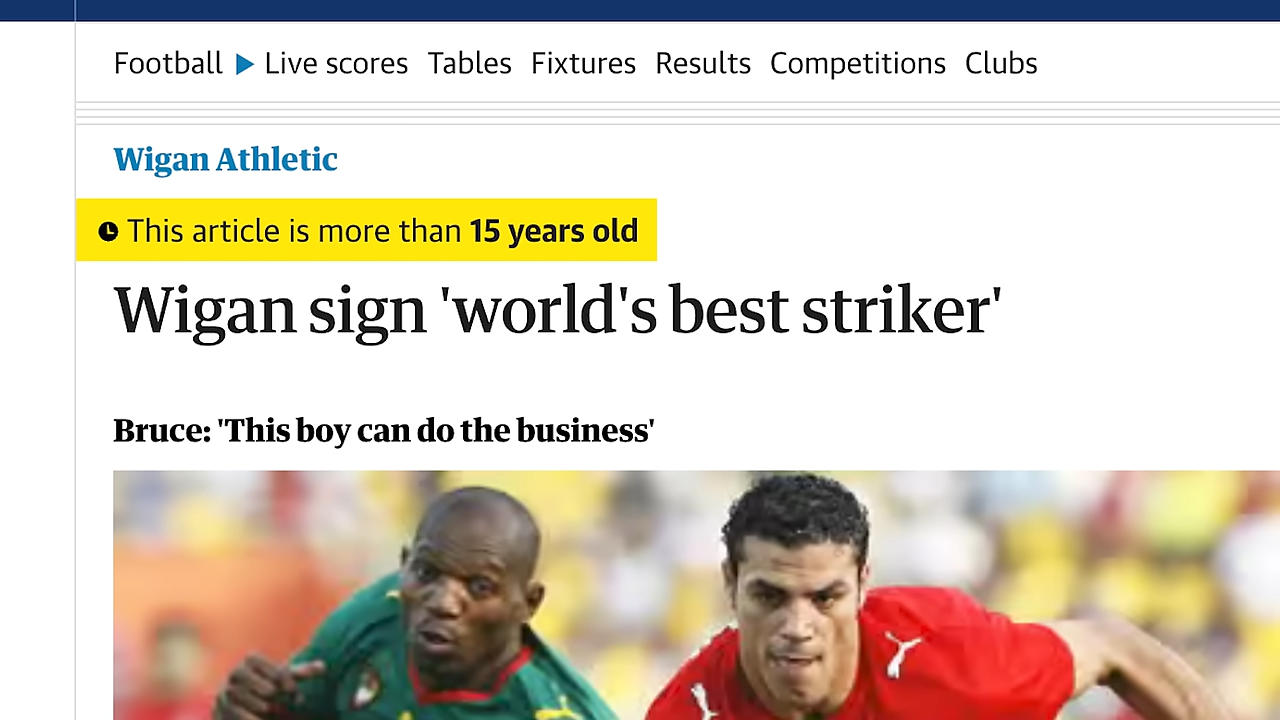 Football Live scores Tables Fixtures Results Competitions Clubs
Wigan Athletic
This article is more than 15 years old
Wigan sign 'world's best striker'
Bruce: 'This boy can do the business'